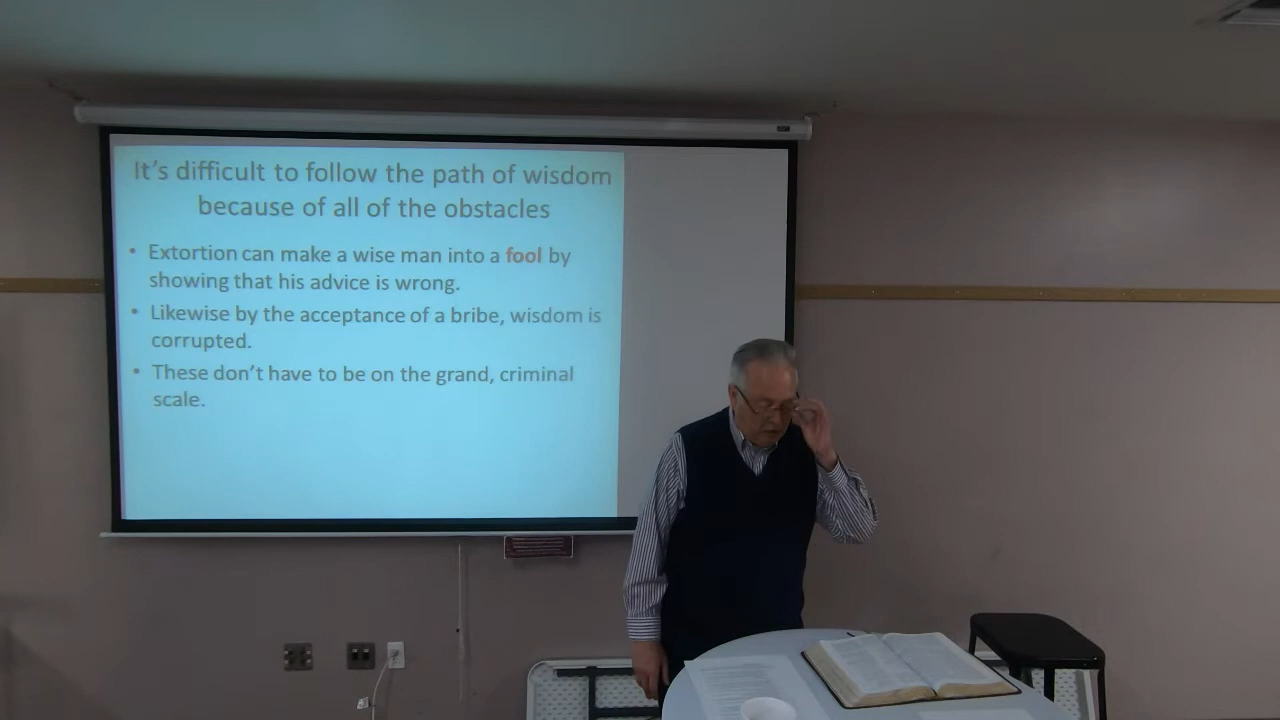 It's difficult to follow the path of wisdom
because of all of the obstacles
• Extortion can make a wise man into a fool by
showing that his advice is wrong.
• Likewise by the acceptance of a bribe, wisdom is
corrupted.
• These don't have to be on the grand, criminal
scale.